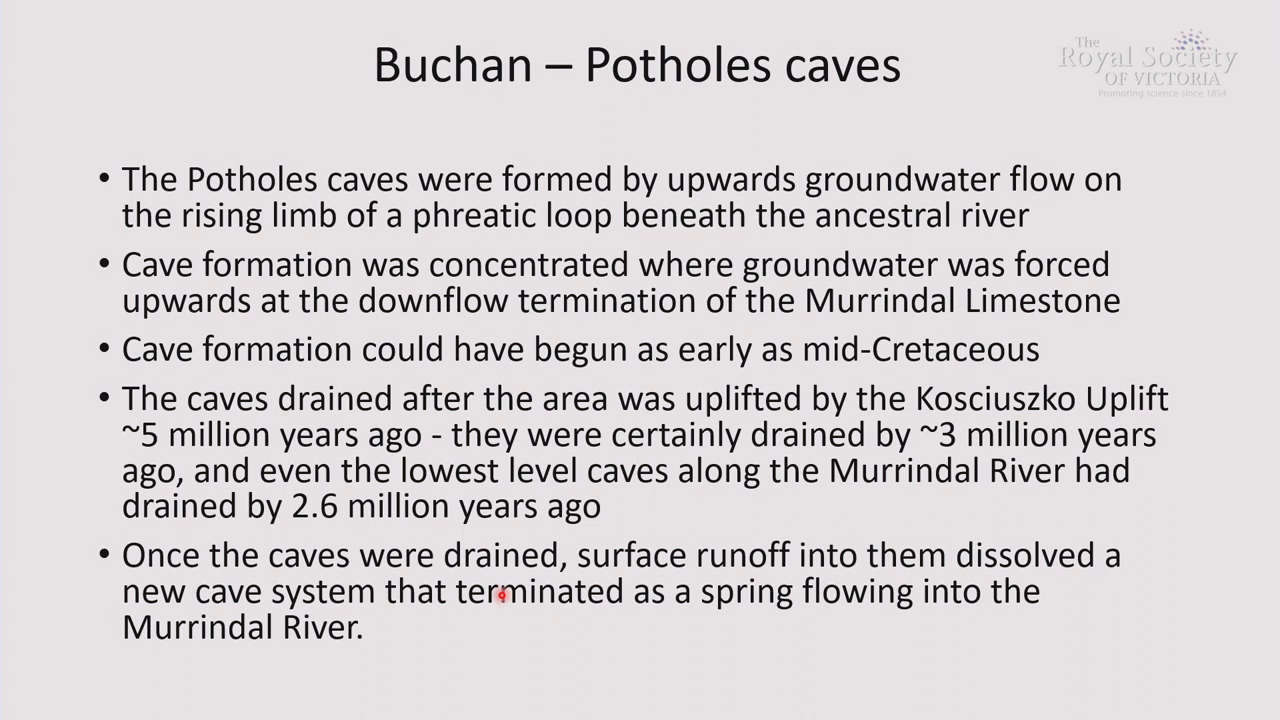 Buchan – Potholes caves
The
Royal Society
OF VICTORIA
Promoting science since 1854
• The Potholes caves were formed by upwards groundwater flow on
the rising limb of a phreatic loop beneath the ancestral river
• Cave formation was concentrated where groundwater was forced
upwards at the downflow termination of the Murrindal Limestone
• Cave formation could have begun as early as mid-Cretaceous
• The caves drained after the area was uplifted by the Kosciuszko Uplift
~5 million years ago - they were certainly drained by ~3 million years
ago, and even the lowest level caves along the Murrindal River had
drained by 2.6 million years ago
• Once the caves were drained, surface runoff into them dissolved a
new cave system that terminated as a spring flowing into the
Murrindal River.